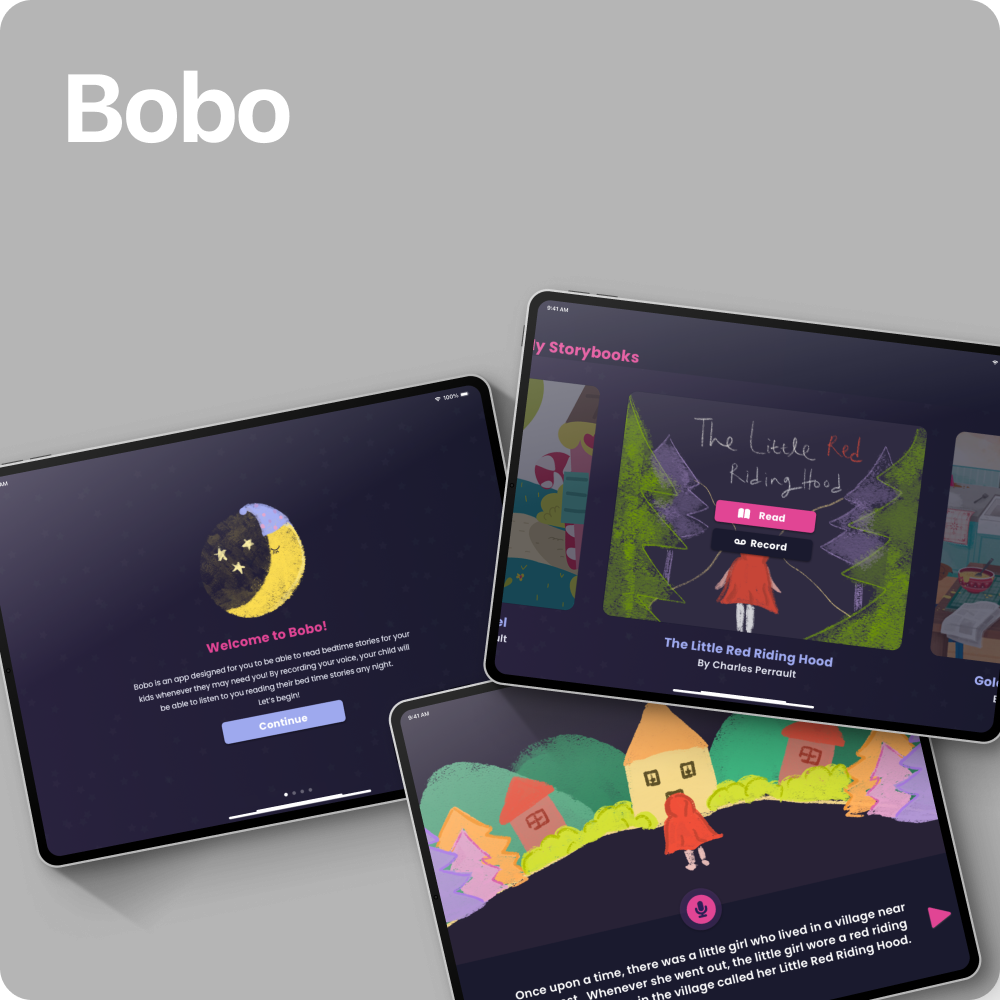 Bobo
9:41 AM
ly Storybooks
The Little Red
Riding Hood
Read
Record
el
ult
The Little Red Riding Hood
By Charles Perrault
Gol
AM
100%
Welcome to Bobo!
Bobo is an app designed for you to be able to read bedtime stories for your
kids whenever they may need you! By recording your voice, your child will
be able to listen to you reading their bed time stories any night.
Let's begin!
Continue
9:41 AM
Once upon a time, there was a little girl who lived in a village near
Whenever she went out, the little girl wore a red riding
in the village called her Little Red Riding Hood.